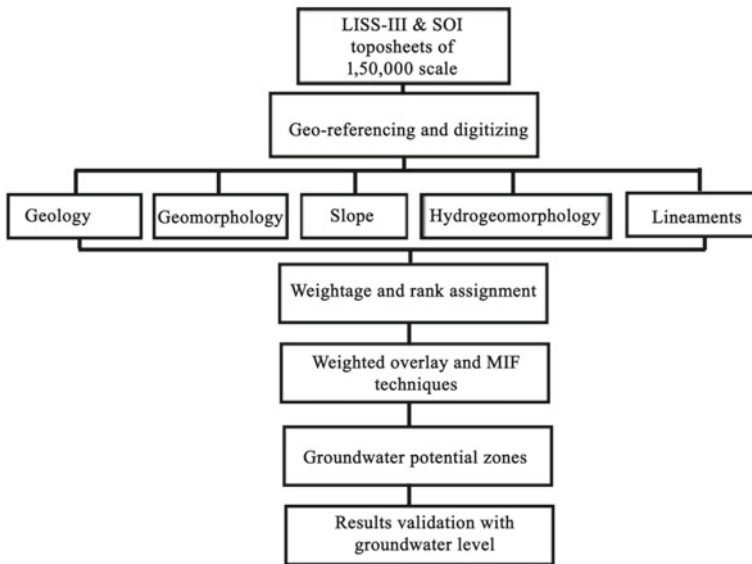 LISS-III & SOI
toposheets of
1,50,000 scale
Geo-referencing and digitizing
Geology
Geomorphology
Slope
Hydrogeomorphology
Lineaments
Weightage and rank assignment
Weighted overlay and MIF
techniques
Groundwater potential zones
Results validation with
groundwater level